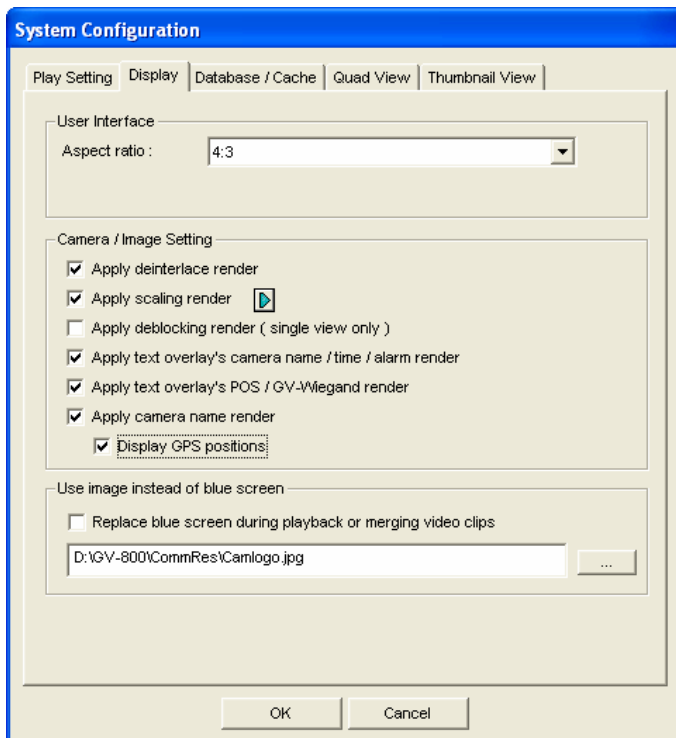 System Configuration
Play Setting Display Database / Cache Quad View Thumbnail View
User Interface
Aspect ratio : 4:3
Camera / Image Setting
Apply deinterlace render
Apply scaling render
Apply deblocking render ( single view only )
Apply text overlay's camera name / time / alarm render
Apply text overlay's POS / GV-Wiegand render
Apply camera name render
Display GPS positions
Use image instead of blue screen
Replace blue screen during playback or merging video clips
D:\GV-800\CommRes\Camlogo.jpg ...
OK Cancel